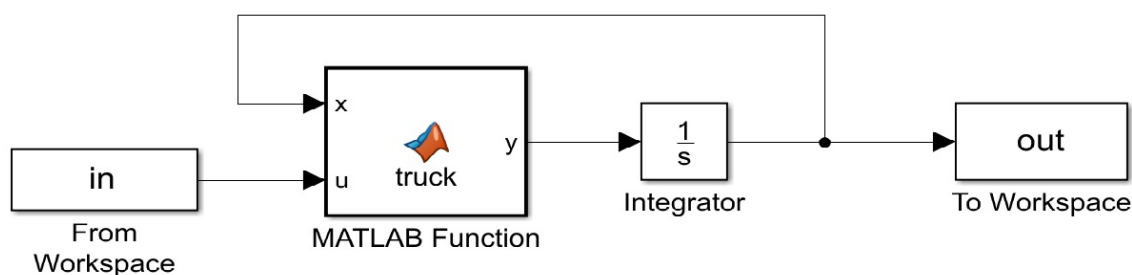 x
y
1
s
out
in
u
truck
Integrator
To Workspace
From
Workspace
MATLAB Function